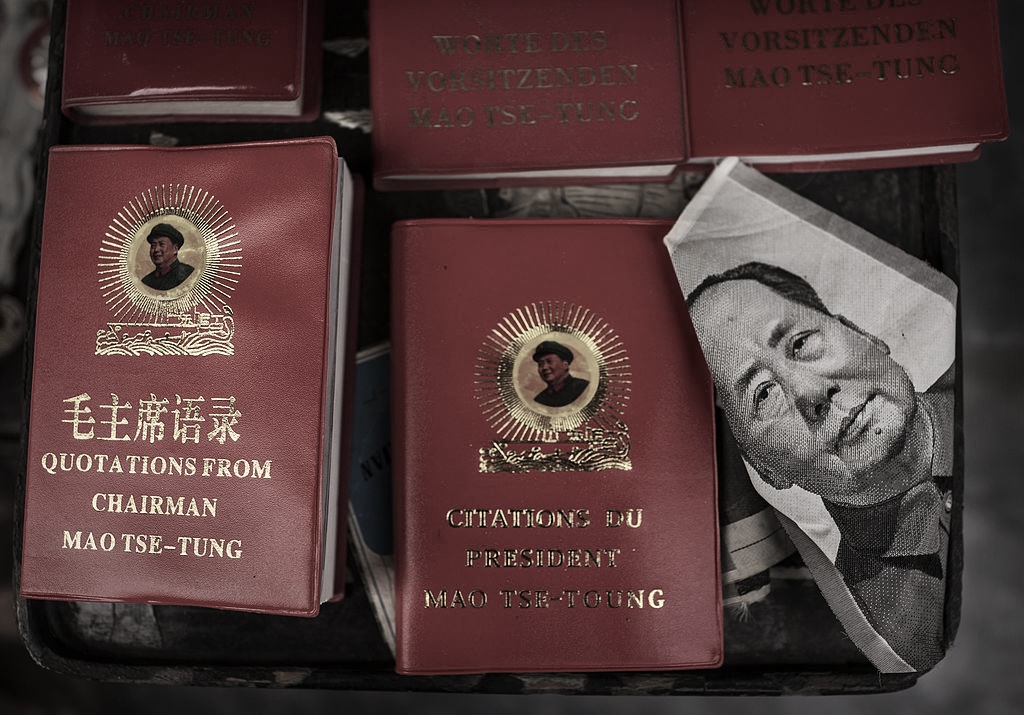 CHAIRMAN
MAO TSE-TUNG
WORTE DES
VORSITZENDEN
MAO TSE-TUNG
WORTE DES
VORSITZENDEN
MAO TSE-TUNG
毛主席语录
QUOTATIONS FROM
CHAIRMAN
MAO TSE-TUNG
CITATIONS DU
PRESIDENT
MAO TSE-TOUNG